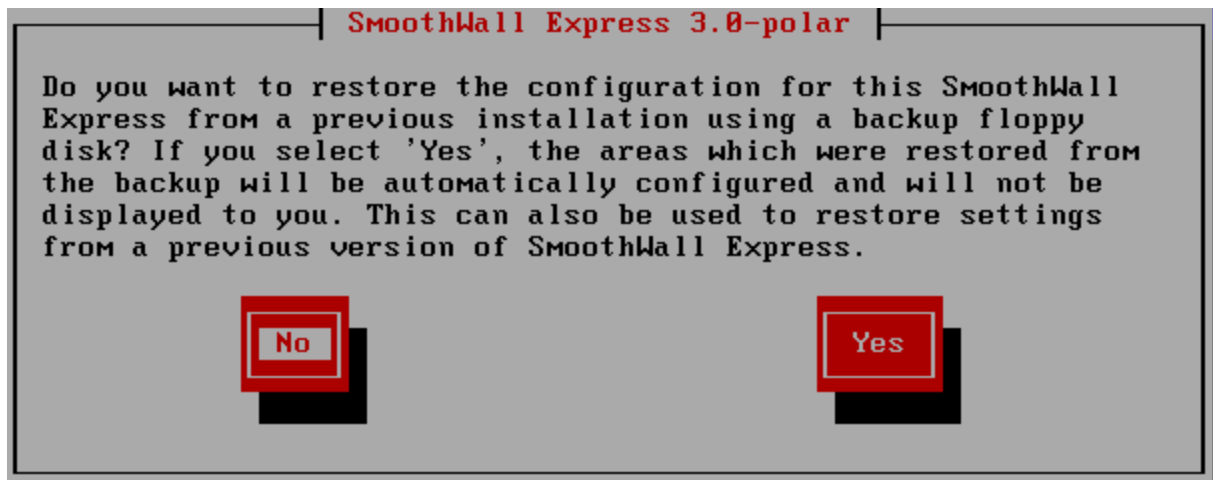 SmoothWall Express 3.0-polar
Do you want to restore the configuration for this SmoothWall
Express from a previous installation using a backup floppy
disk? If you select 'Yes', the areas which were restored from
the backup will be automatically configured and will not be
displayed to you. This can also be used to restore settings
from a previous version of SmoothWall Express.
No
Yes